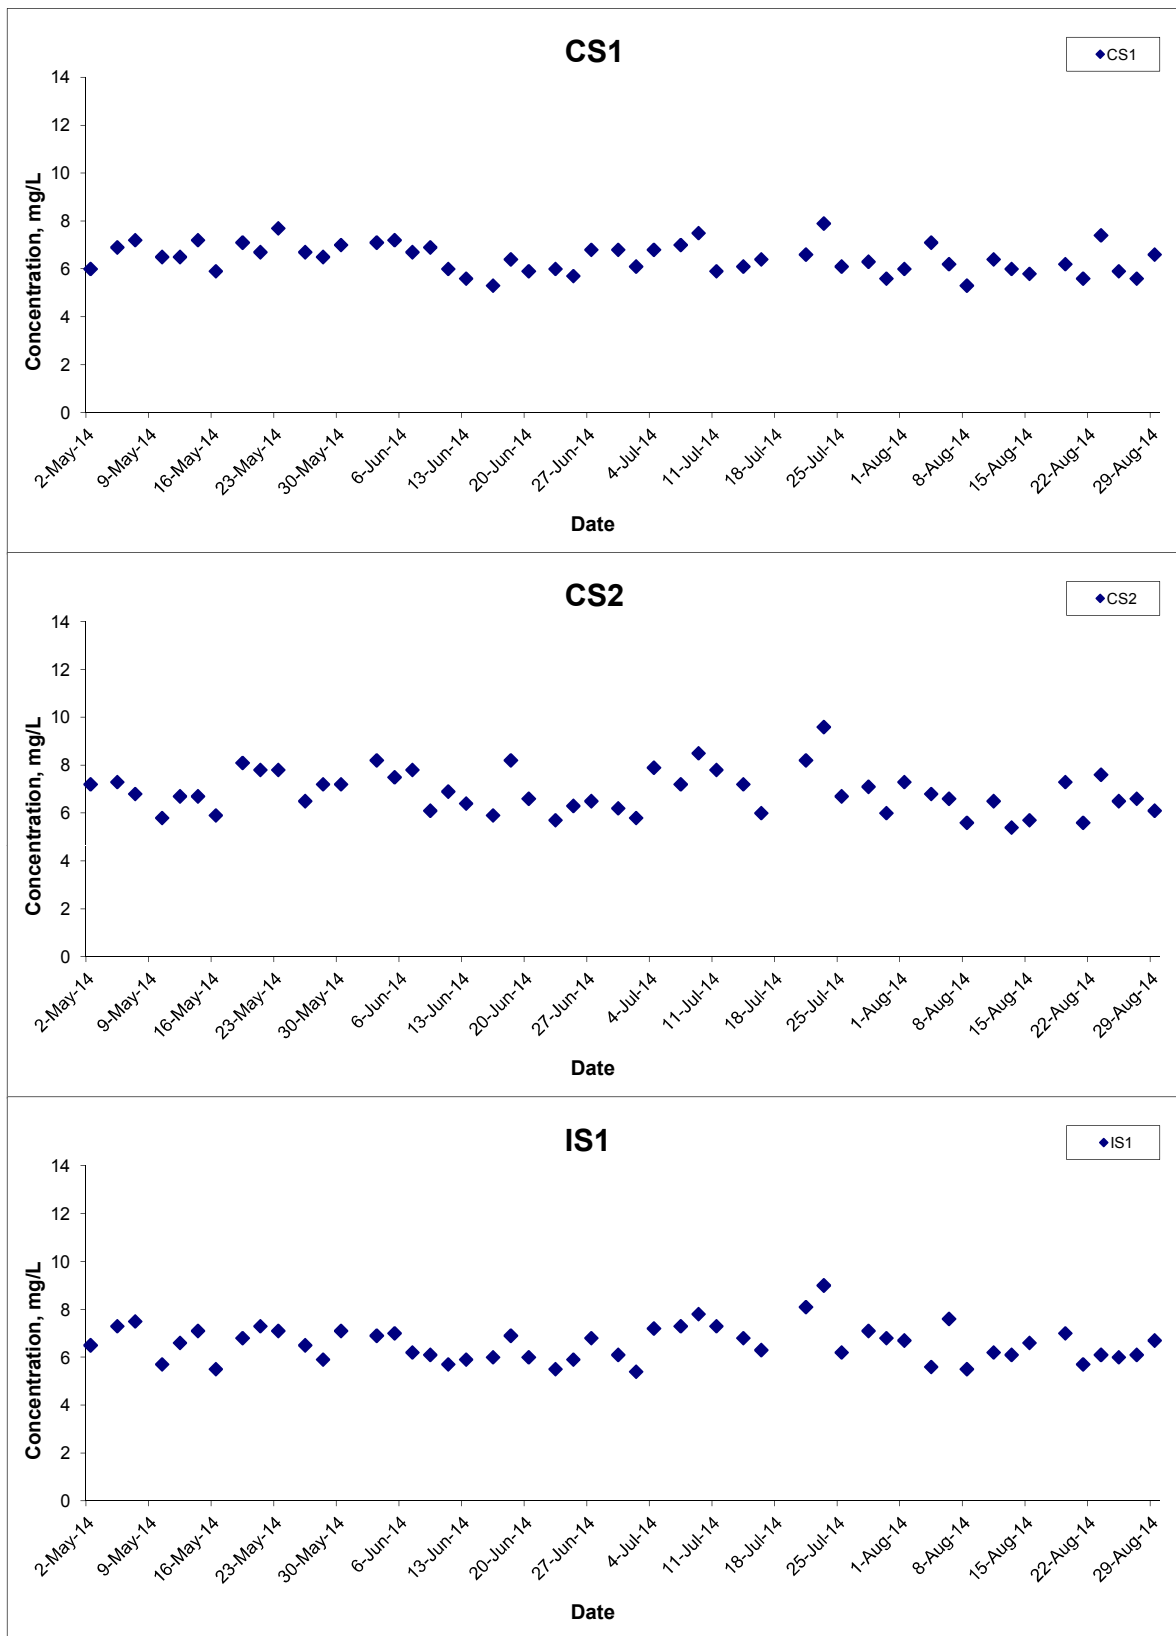 CS1
CS1
14
12
10
8
6
4
2
0
Concentration, mg/L
2-May-14
9-May-14
16-May-14
23-May-14
30-May-14
6-Jun-14
13-Jun-14
20-Jun-14
27-Jun-14
4-Jul-14
11-Jul-14
18-Jul-14
25-Jul-14
1-Aug-14
8-Aug-14
15-Aug-14
22-Aug-14
29-Aug-14
Date
CS2
CS2
14
12
10
8
6
4
2
0
Concentration, mg/L
2-May-14
9-May-14
16-May-14
23-May-14
30-May-14
6-Jun-14
13-Jun-14
20-Jun-14
27-Jun-14
4-Jul-14
11-Jul-14
18-Jul-14
25-Jul-14
1-Aug-14
8-Aug-14
15-Aug-14
22-Aug-14
29-Aug-14
Date
IS1
IS1
14
12
10
8
6
4
2
0
Concentration, mg/L
2-May-14
9-May-14
16-May-14
23-May-14
30-May-14
6-Jun-14
13-Jun-14
20-Jun-14
27-Jun-14
4-Jul-14
11-Jul-14
18-Jul-14
25-Jul-14
1-Aug-14
8-Aug-14
15-Aug-14
22-Aug-14
29-Aug-14
Date